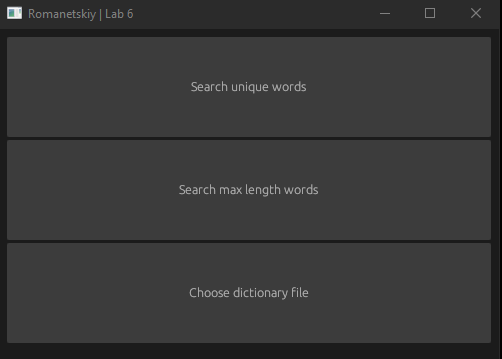 Romanetskiy | Lab 6
Search unique words
Search max length words
Choose dictionary file